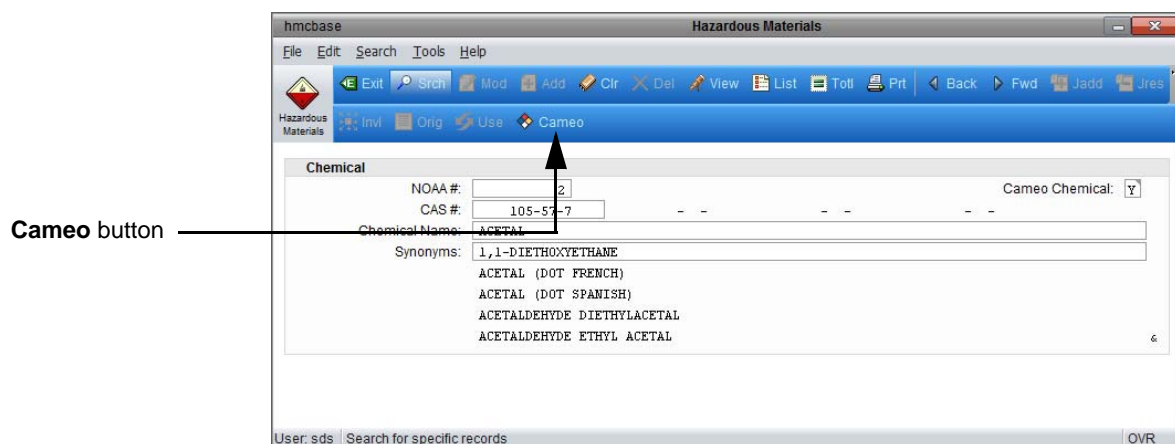 hmcbase Hazardous Materials
File Edit Search Tools Help
Exit Srch Mod Add Clr Del View List Totl Prt Back Fwd Jadd Jres
Hazardous Materials
Invl Orig Use Cameo
Chemical
NOAA #: 2 Cameo Chemical: Y
CAS #: 105-57-7 - - - - - -
Cameo button
Chemical Name: ACETAL
Synonyms: 1,1-DIETHOXYETHANE
ACETAL (DOT FRENCH)
ACETAL (DOT SPANISH)
ACETALDEHYDE DIETHYLACETAL
ACETALDEHYDE ETHYL ACETAL &
User: sds Search for specific records OVR